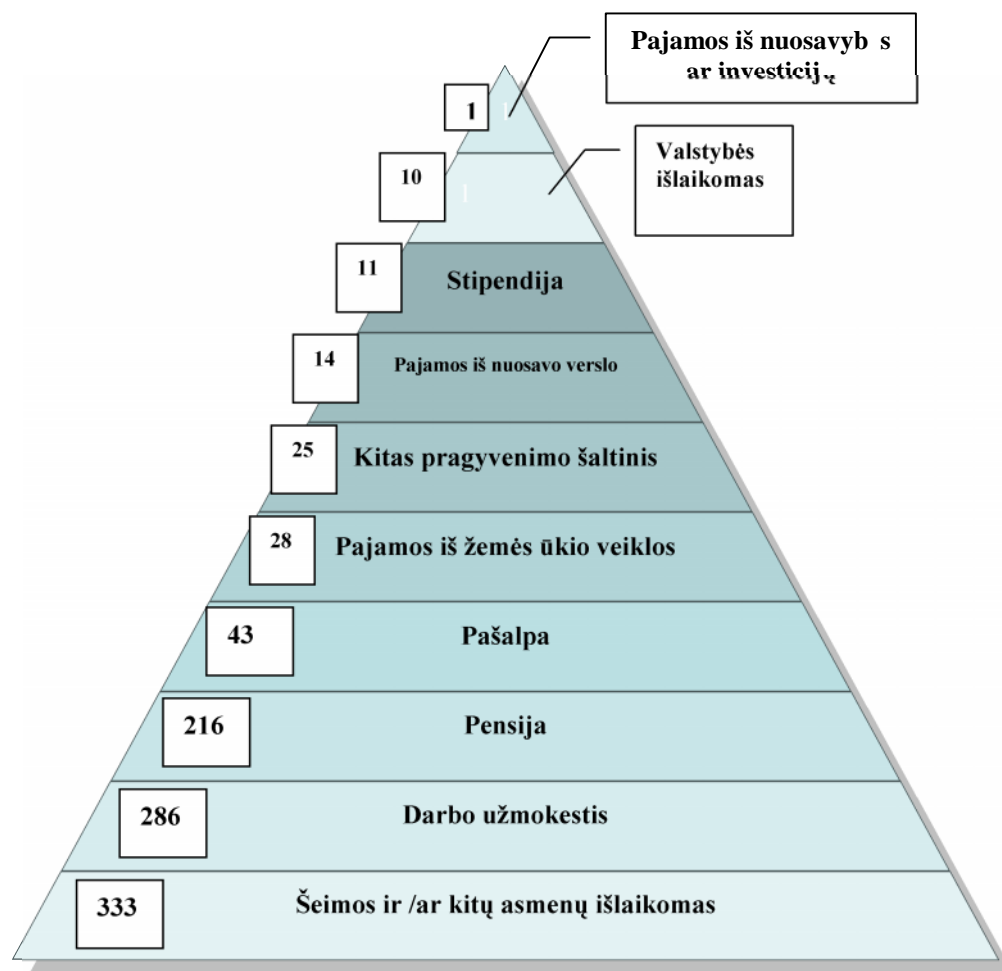 Pajamos iš nuosavyb s
ar investicijų
1
Valstybės
išlaikomas
10
11
Stipendija
14
Pajamos iš nuosavo verslo
25
Kitas pragyvenimo šaltinis
28
Pajamos iš žemės ūkio veiklos
43
Pašalpa
216
Pensija
286
Darbo užmokestis
333
Šeimos ir /ar kitų asmenų išlaikomas